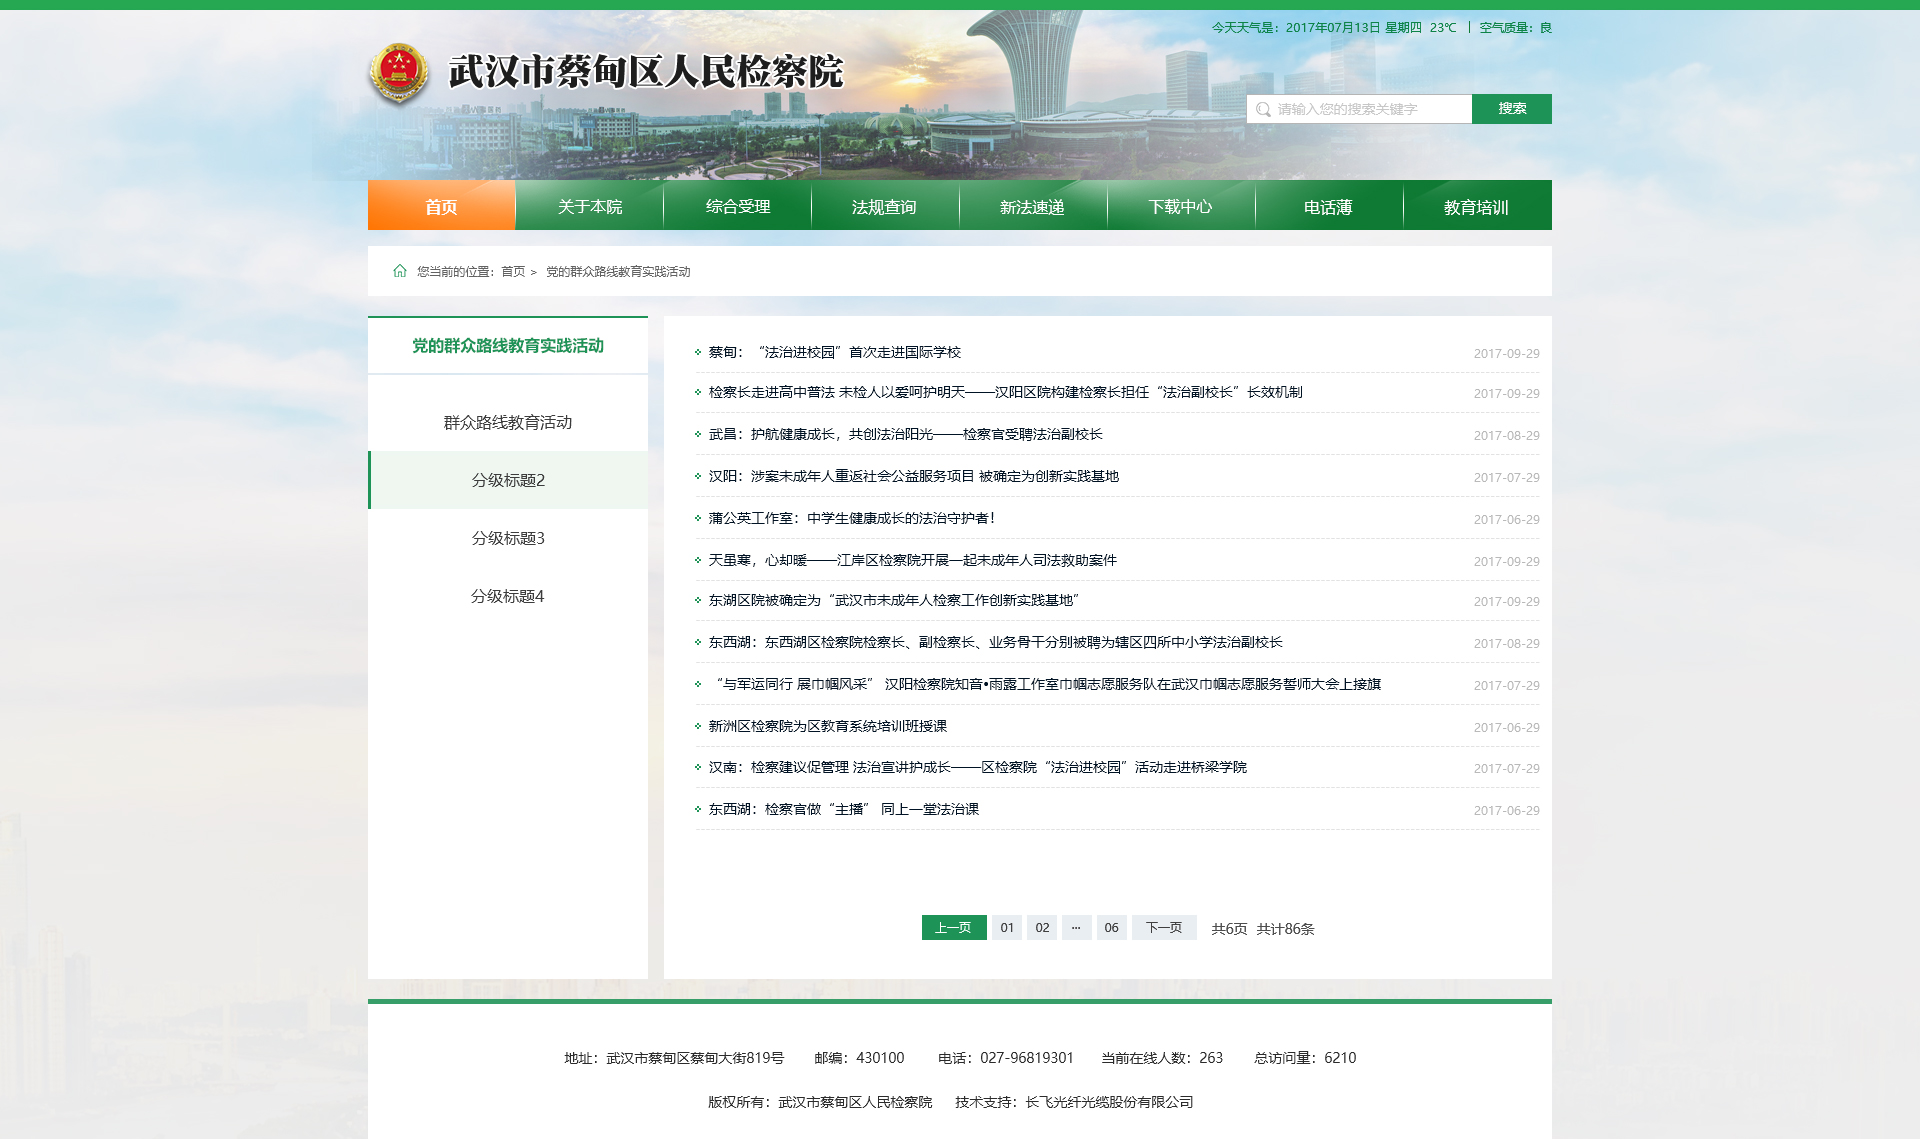 今天天气是：2017年07月13日 星期四 23℃ | 空气质量：良
武汉市蔡甸区人民检察院
请输入您的搜索关键字 搜索
首页 关于本院 综合受理 法规查询 新法速递 下载中心 电话薄 教育培训
您当前的位置：首页 > 党的群众路线教育实践活动
党的群众路线教育实践活动
群众路线教育活动
分级标题2
分级标题3
分级标题4
蔡甸：“法治进校园”首次走进国际学校 2017-09-29
检察长走进高中普法 未检人以爱呵护明天——汉阳区院构建检察长担任“法治副校长”长效机制 2017-09-29
武昌：护航健康成长，共创法治阳光——检察官受聘法治副校长 2017-08-29
汉阳：涉案未成年人重返社会公益服务项目 被确定为创新实践基地 2017-07-29
蒲公英工作室：中学生健康成长的法治守护者！ 2017-06-29
天虽寒，心却暖——江岸区检察院开展一起未成年人司法救助案件 2017-09-29
东湖区院被确定为“武汉市未成年人检察工作创新实践基地” 2017-09-29
东西湖：东西湖区检察院检察长、副检察长、业务骨干分别被聘为辖区四所中小学法治副校长 2017-08-29
“与军运同行 展巾帼风采” 汉阳检察院知音•雨露工作室巾帼志愿服务队在武汉巾帼志愿服务誓师大会上接旗 2017-07-29
新洲区检察院为区教育系统培训班授课 2017-06-29
汉南：检察建议促管理 法治宣讲护成长——区检察院“法治进校园”活动走进桥梁学院 2017-07-29
东西湖：检察官做“主播” 同上一堂法治课 2017-06-29
上一页 01 02 ··· 06 下一页 共6页 共计86条
地址：武汉市蔡甸区蔡甸大街819号 邮编：430100 电话：027-96819301 当前在线人数：263 总访问量：6210
版权所有：武汉市蔡甸区人民检察院 技术支持：长飞光纤光缆股份有限公司